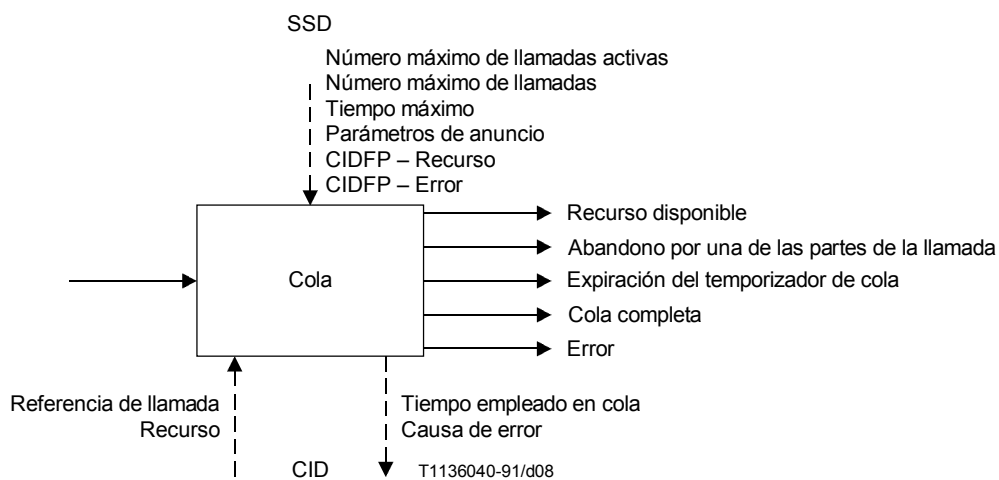 SSD
Número máximo de llamadas activas
Número máximo de llamadas
Tiempo máximo
Parámetros de anuncio
CIDFP – Recurso
CIDFP – Error
Cola
Recurso disponible
Abandono por una de las partes de la llamada
Expiración del temporizador de cola
Cola completa
Error
Referencia de llamada
Recurso
Tiempo empleado en cola
Causa de error
CID
T1136040-91/d08